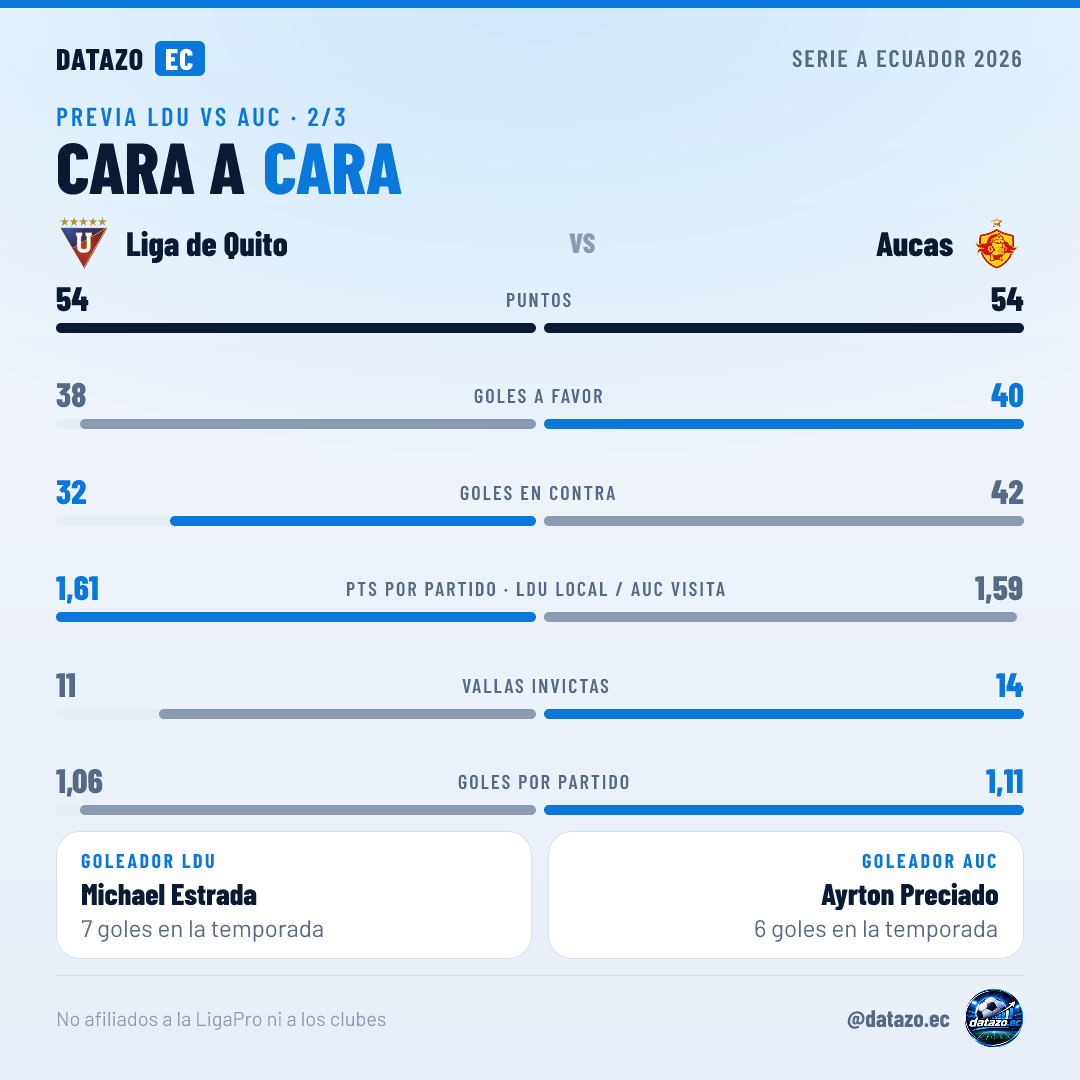 DATAZO EC
SERIE A ECUADOR 2026
PREVIA LDU VS AUC · 2/3
CARA A CARA
U
Liga de Quito
VS
Aucas
54 PUNTOS 54
38 GOLES A FAVOR 40
32 GOLES EN CONTRA 42
1,61 PTS POR PARTIDO · LDU LOCAL / AUC VISITA 1,59
11 VALLAS INVICTAS 14
1,06 GOLES POR PARTIDO 1,11
GOLEADOR LDU
Michael Estrada
7 goles en la temporada
GOLEADOR AUC
Ayrton Preciado
6 goles en la temporada
No afiliados a la LigaPro ni a los clubes
@datazo.ec
datazo.ec